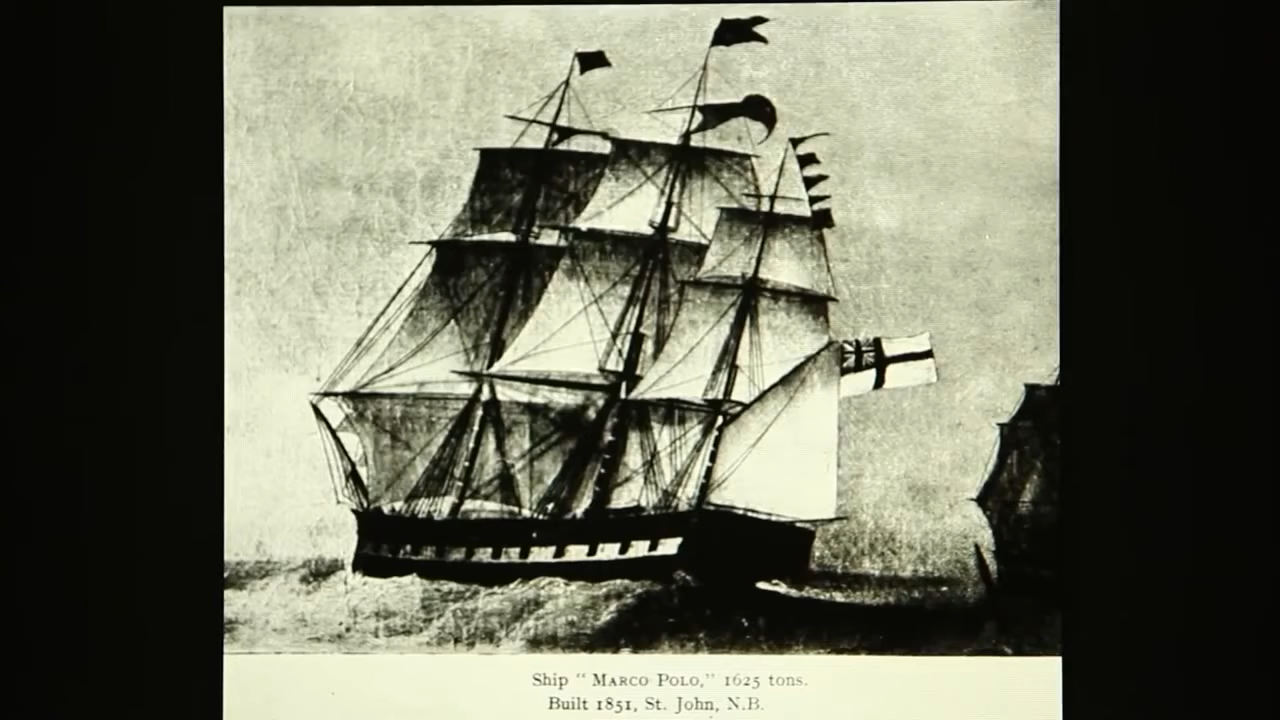 Ship "MARCO POLO," 1625 tons.
Built 1851, St. John, N.B.